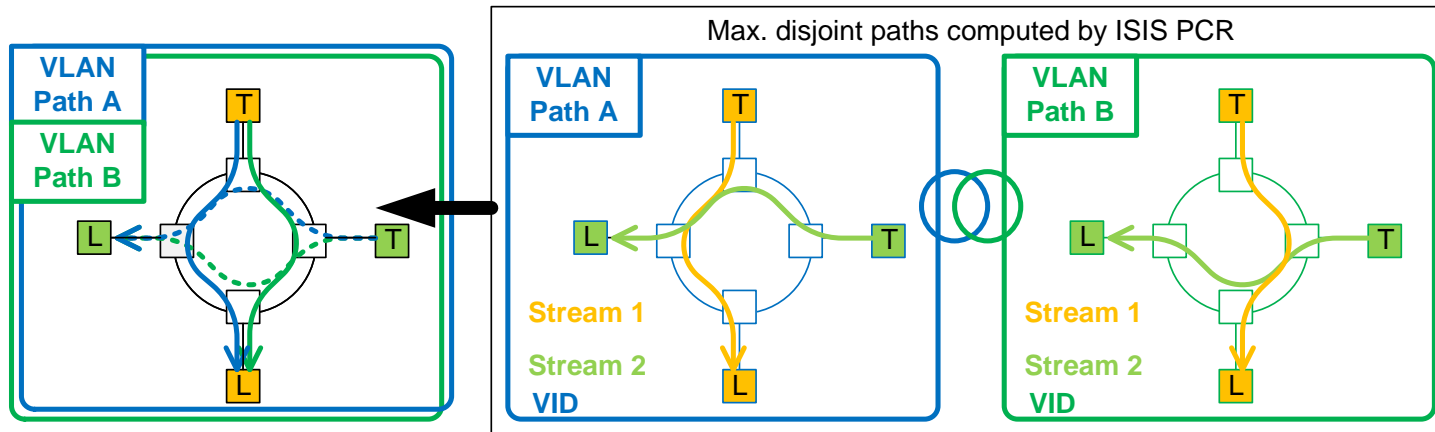 Max. disjoint paths computed by ISIS PCR
VLAN
Path A
VLAN
Path B
T
L
T
L
VLAN
Path A
T
L
T
Stream 1
Stream 2
L
VID
VLAN
Path B
T
L
T
Stream 1
Stream 2
L
VID